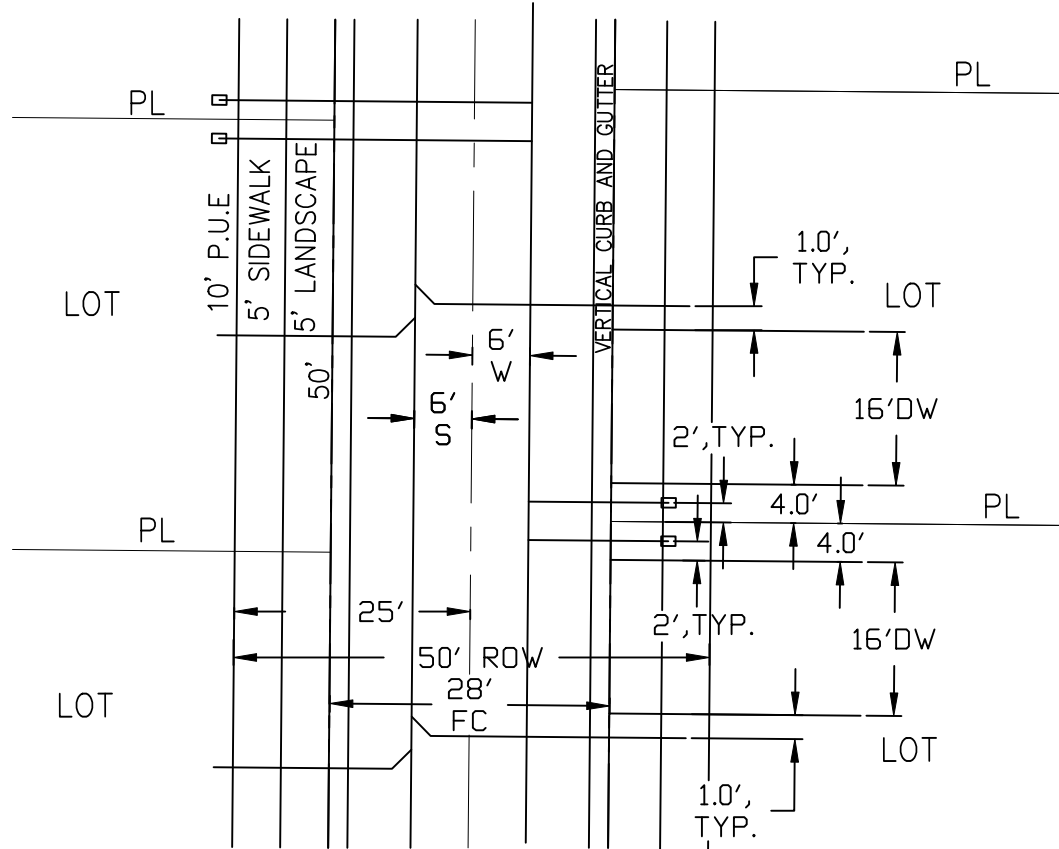 PL
PL
VERTICAL CURB AND GUTTER
10' P.U.E
5' SIDEWALK
5' LANDSCAPE
1.0',
TYP.
LOT
LOT
6'
W
50'
6'
S
16'DW
2',TYP.
4.0'
PL
PL
4.0'
25'
2',TYP.
16'DW
50' ROW
28'
FC
LOT
LOT
1.0',
TYP.